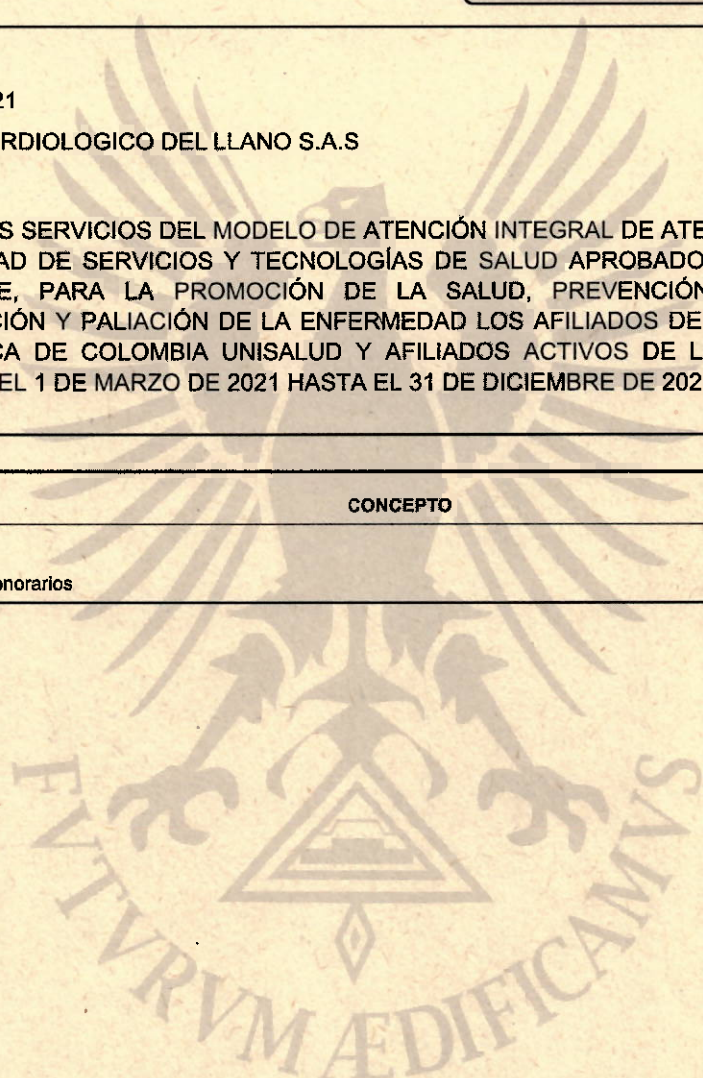 21
RDIOLOGICO DEL LLANO S.A.S
S SERVICIOS DEL MODELO DE ATENCIÓN INTEGRAL DE ATE
AD DE SERVICIOS Y TECNOLOGÍAS DE SALUD APROBADO
E, PARA LA PROMOCIÓN DE LA SALUD, PREVENCIÓN
CIÓN Y PALIACIÓN DE LA ENFERMEDAD LOS AFILIADOS DE
CA DE COLOMBIA UNISALUD Y AFILIADOS ACTIVOS DE L
EL 1 DE MARZO DE 2021 HASTA EL 31 DE DICIEMBRE DE 202
CONCEPTO
onorarios
FVTVRVM ÆDIFICAMVS